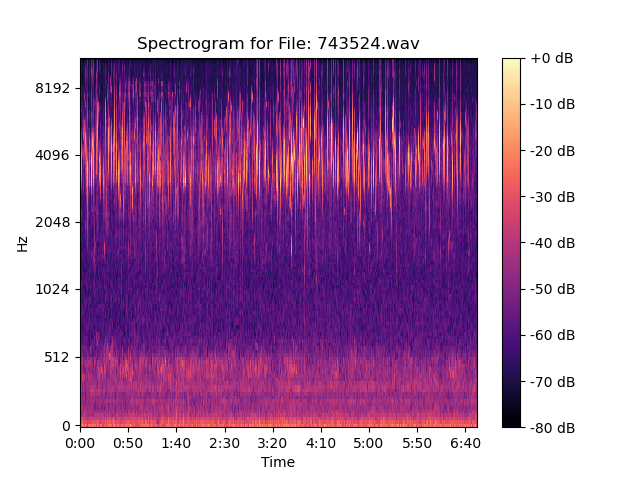 Spectrogram for File: 743524.wav
+0 dB
-10 dB
-20 dB
-30 dB
-40 dB
-50 dB
-60 dB
-70 dB
-80 dB
8192
4096
2048
1024
512
0
Hz
0:00 0:50 1:40 2:30 3:20 4:10 5:00 5:50 6:40
Time